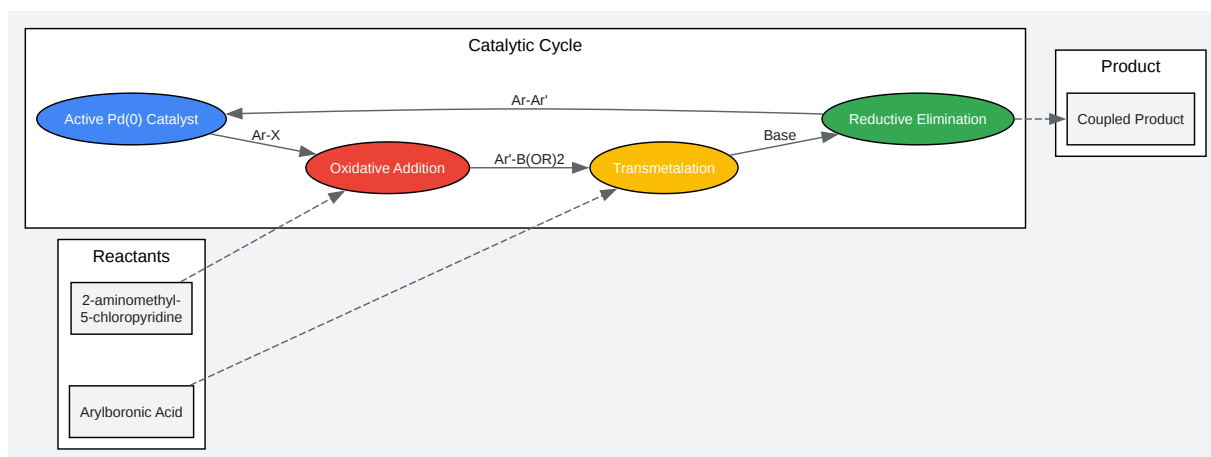 Catalytic Cycle
Product
Ar-Ar'
Active Pd(0) Catalyst
Reductive Elimination
Coupled Product
Ar-X
Base
Oxidative Addition
Ar'-B(OR)2
Transmetalation
Reactants
2-aminomethyl-
5-chloropyridine
Arylboronic Acid